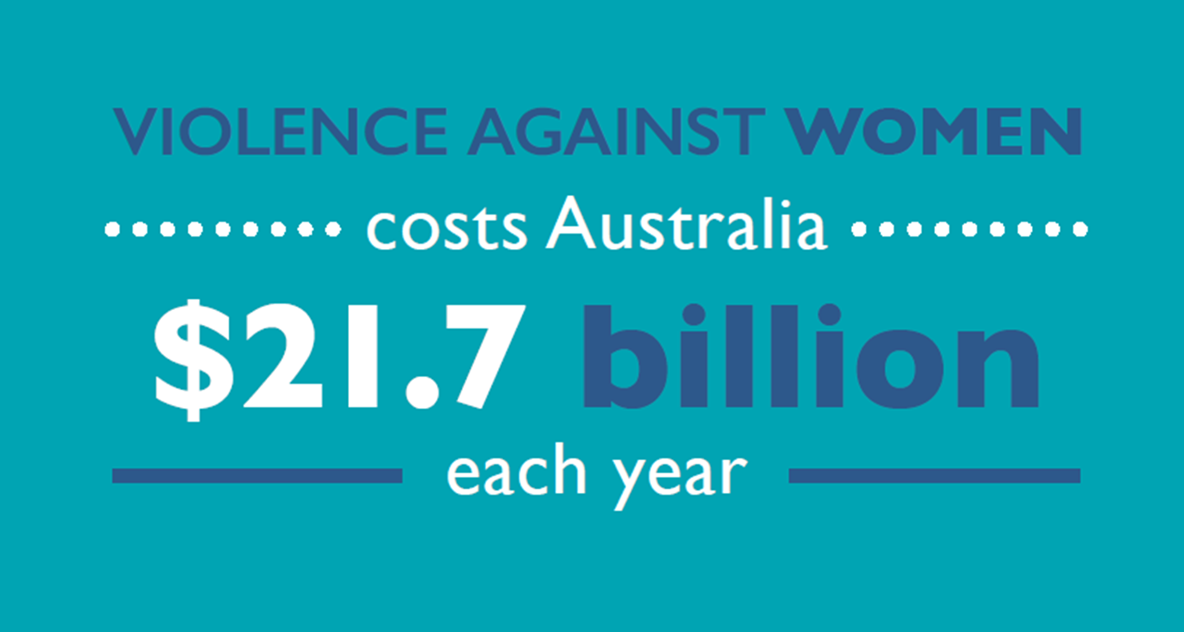 VIOLENCE AGAINST WOMEN
costs Australia
$21.7 billion
each year